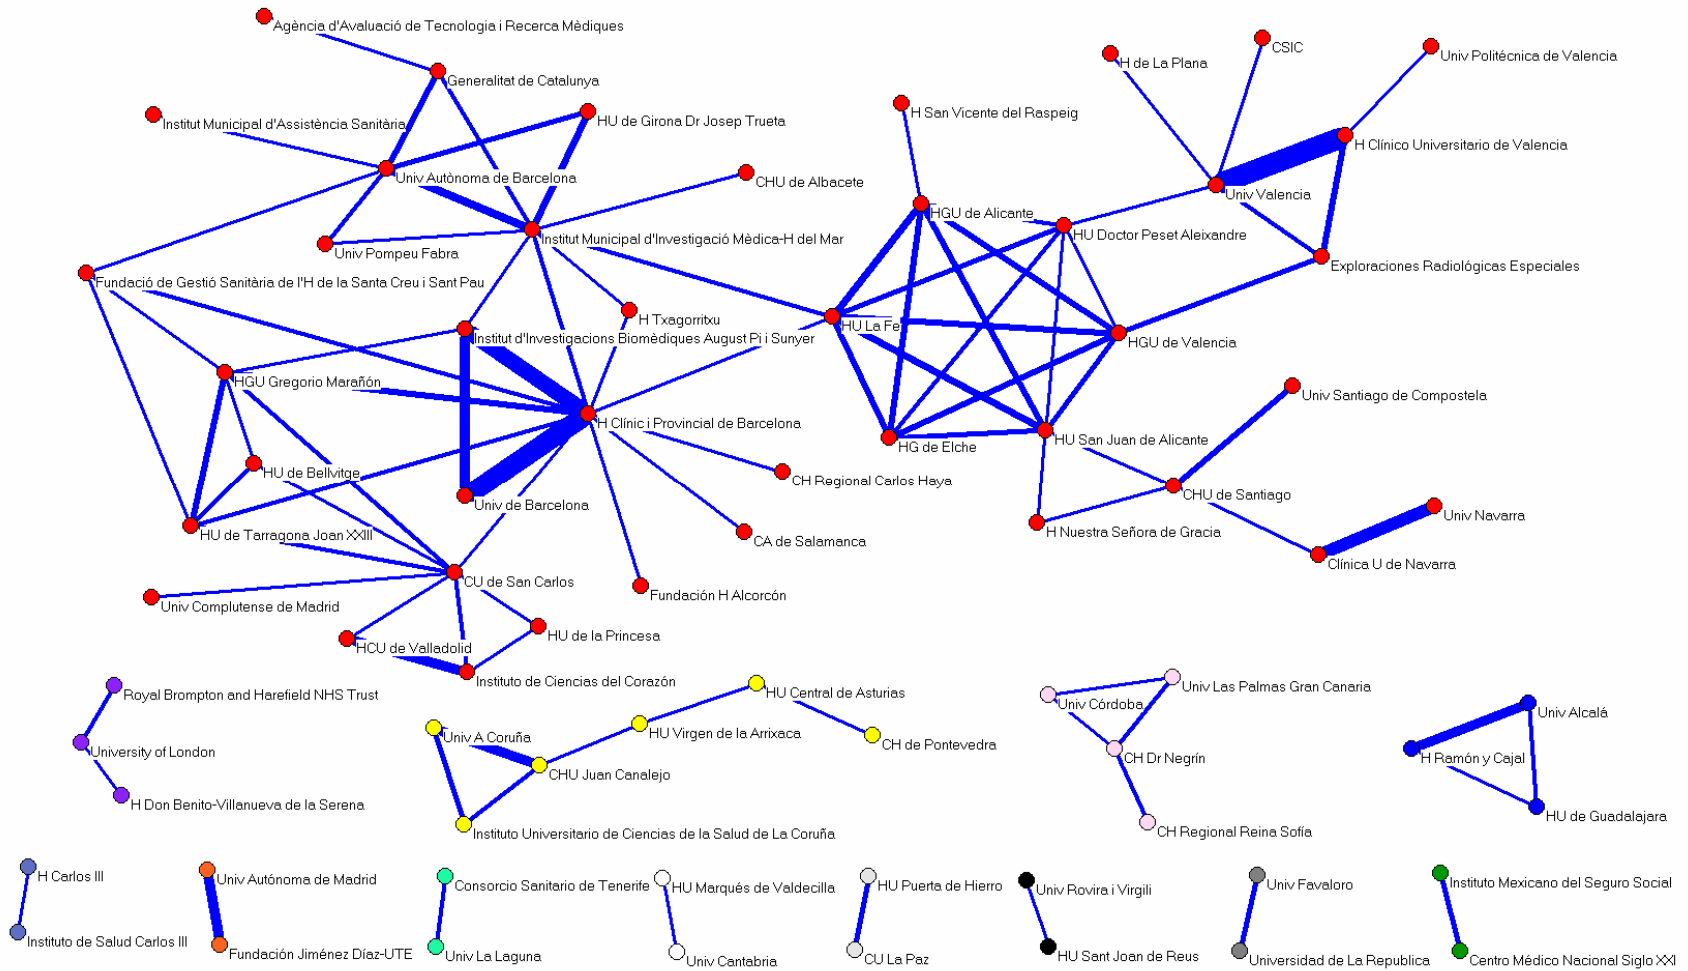 Agència d'Avaluació de Tecnologia i Recerca Mèdiques
Generalitat de Catalunya
Institut Municipal d'Assistència Sanitària
HU de Girona Dr Josep Trueta
Univ Autònoma de Barcelona
CHU de Albacete
Univ Pompeu Fabra
Institut Municipal d'Investigació Mèdica-H del Mar
Fundació de Gestió Sanitària de l'H de la Santa Creu i Sant Pau
H Txagorritxu
Institut d'Investigacions Biomèdiques August Pi i Sunyer
HGU Gregorio Marañón
H Clínic i Provincial de Barcelona
HU de Bellvitge
CH Regional Carlos Haya
Univ de Barcelona
HU de Tarragona Joan XXIII
CA de Salamanca
CU de San Carlos
Fundación H Alcorcón
Univ Complutense de Madrid
HU de la Princesa
HCU de Valladolid
Instituto de Ciencias del Corazón
H de La Plana
CSIC
Univ Politécnica de Valencia
H San Vicente del Raspeig
H Clínico Universitario de Valencia
Univ Valencia
HGU de Alicante
HU Doctor Peset Aleixandre
Exploraciones Radiológicas Especiales
HU La Fe
HGU de Valencia
Univ Santiago de Compostela
HG de Elche
HU San Juan de Alicante
CHU de Santiago
Univ Navarra
H Nuestra Señora de Gracia
Clínica U de Navarra
Royal Brompton and Harefield NHS Trust
University of London
H Don Benito-Villanueva de la Serena
HU Central de Asturias
Univ A Coruña
HU Virgen de la Arrixaca
CH de Pontevedra
CHU Juan Canalejo
Instituto Universitario de Ciencias de la Salud de La Coruña
Univ Las Palmas Gran Canaria
Univ Córdoba
CH Dr Negrín
CH Regional Reina Sofía
Univ Alcalá
H Ramón y Cajal
HU de Guadalajara
H Carlos III
Instituto de Salud Carlos III
Univ Autónoma de Madrid
Fundación Jiménez Díaz-UTE
Consorcio Sanitario de Tenerife
Univ La Laguna
HU Marqués de Valdecilla
Univ Cantabria
HU Puerta de Hierro
CU La Paz
Univ Rovira i Virgili
HU Sant Joan de Reus
Univ Favaloro
Universidad de La Republica
Instituto Mexicano del Seguro Social
Centro Médico Nacional Siglo XXI